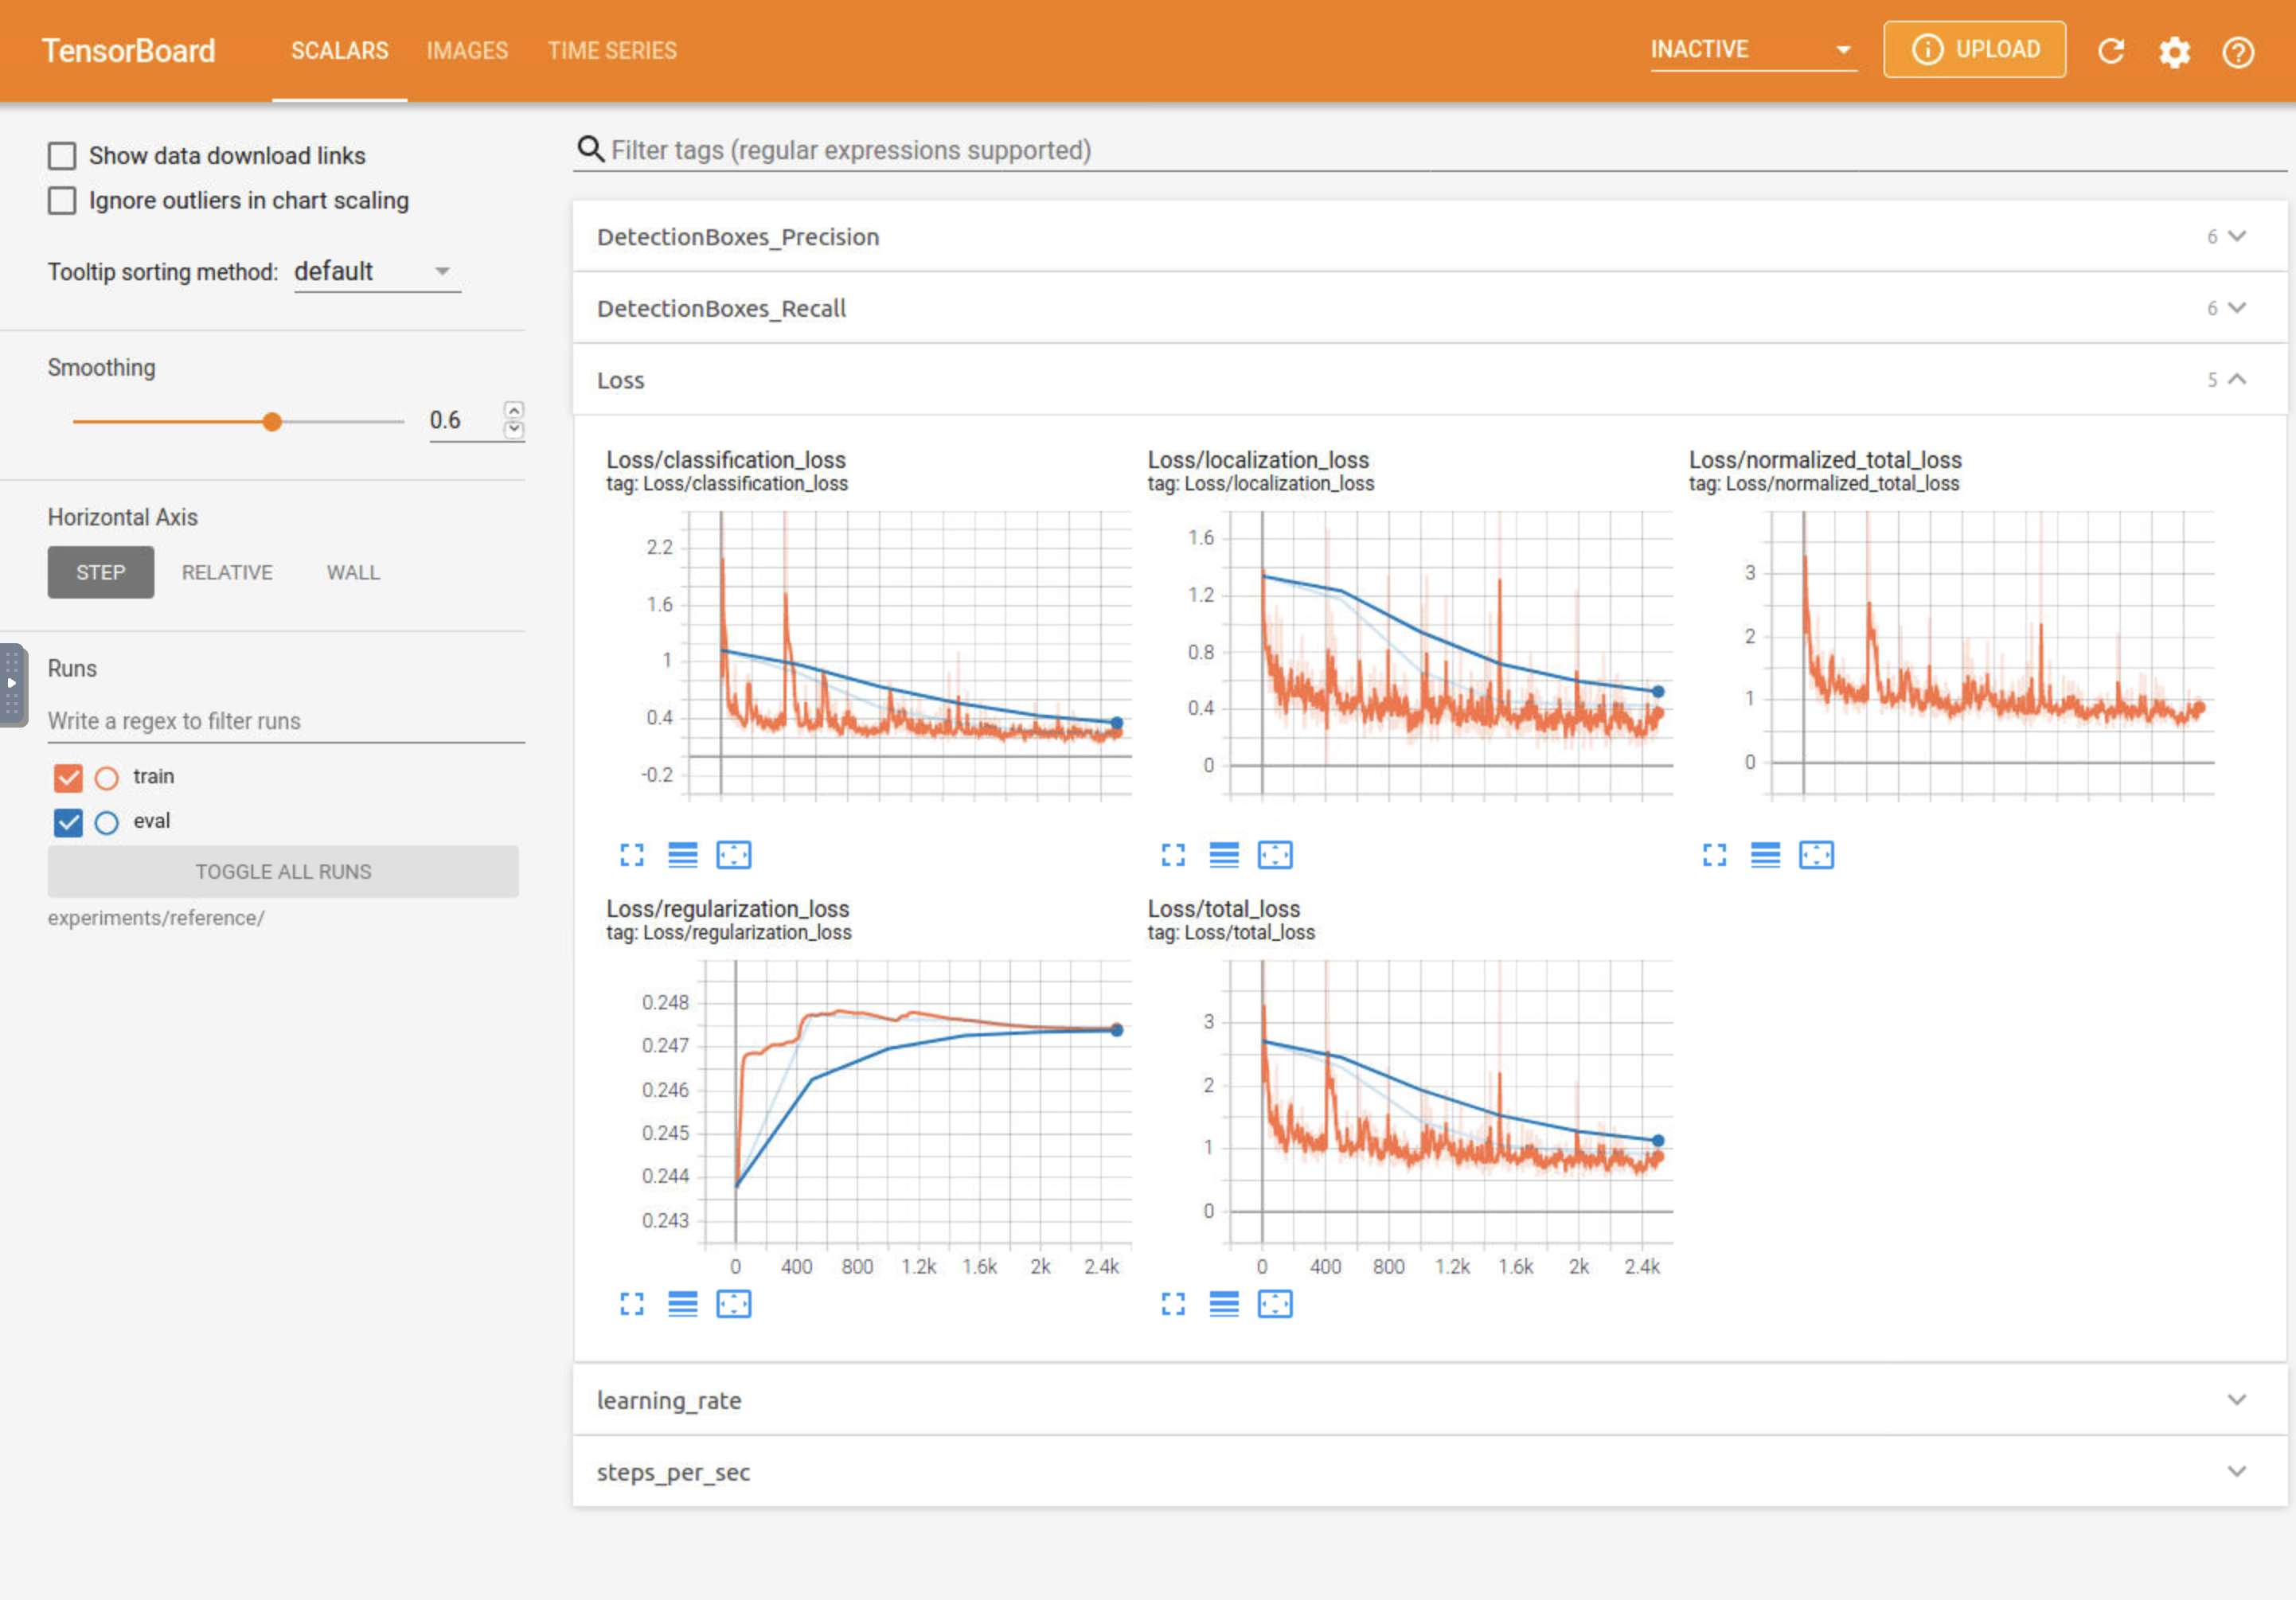 TensorBoard SCALARS IMAGES TIME SERIES INACTIVE UPLOAD
Show data download links
Ignore outliers in chart scaling
Tooltip sorting method: default
Smoothing
0.6
Horizontal Axis
STEP RELATIVE WALL
Runs
Write a regex to filter runs
train
eval
TOGGLE ALL RUNS
experiments/reference/
Filter tags (regular expressions supported)
DetectionBoxes_Precision 6
DetectionBoxes_Recall 6
Loss 5
Loss/classification_loss
tag: Loss/classification_loss
2.2
1.6
1
0.4
-0.2
Loss/localization_loss
tag: Loss/localization_loss
1.6
1.2
0.8
0.4
0
Loss/normalized_total_loss
tag: Loss/normalized_total_loss
3
2
1
0
Loss/regularization_loss
tag: Loss/regularization_loss
0.248
0.247
0.246
0.245
0.244
0.243
0 400 800 1.2k 1.6k 2k 2.4k
Loss/total_loss
tag: Loss/total_loss
3
2
1
0
0 400 800 1.2k 1.6k 2k 2.4k
learning_rate
steps_per_sec